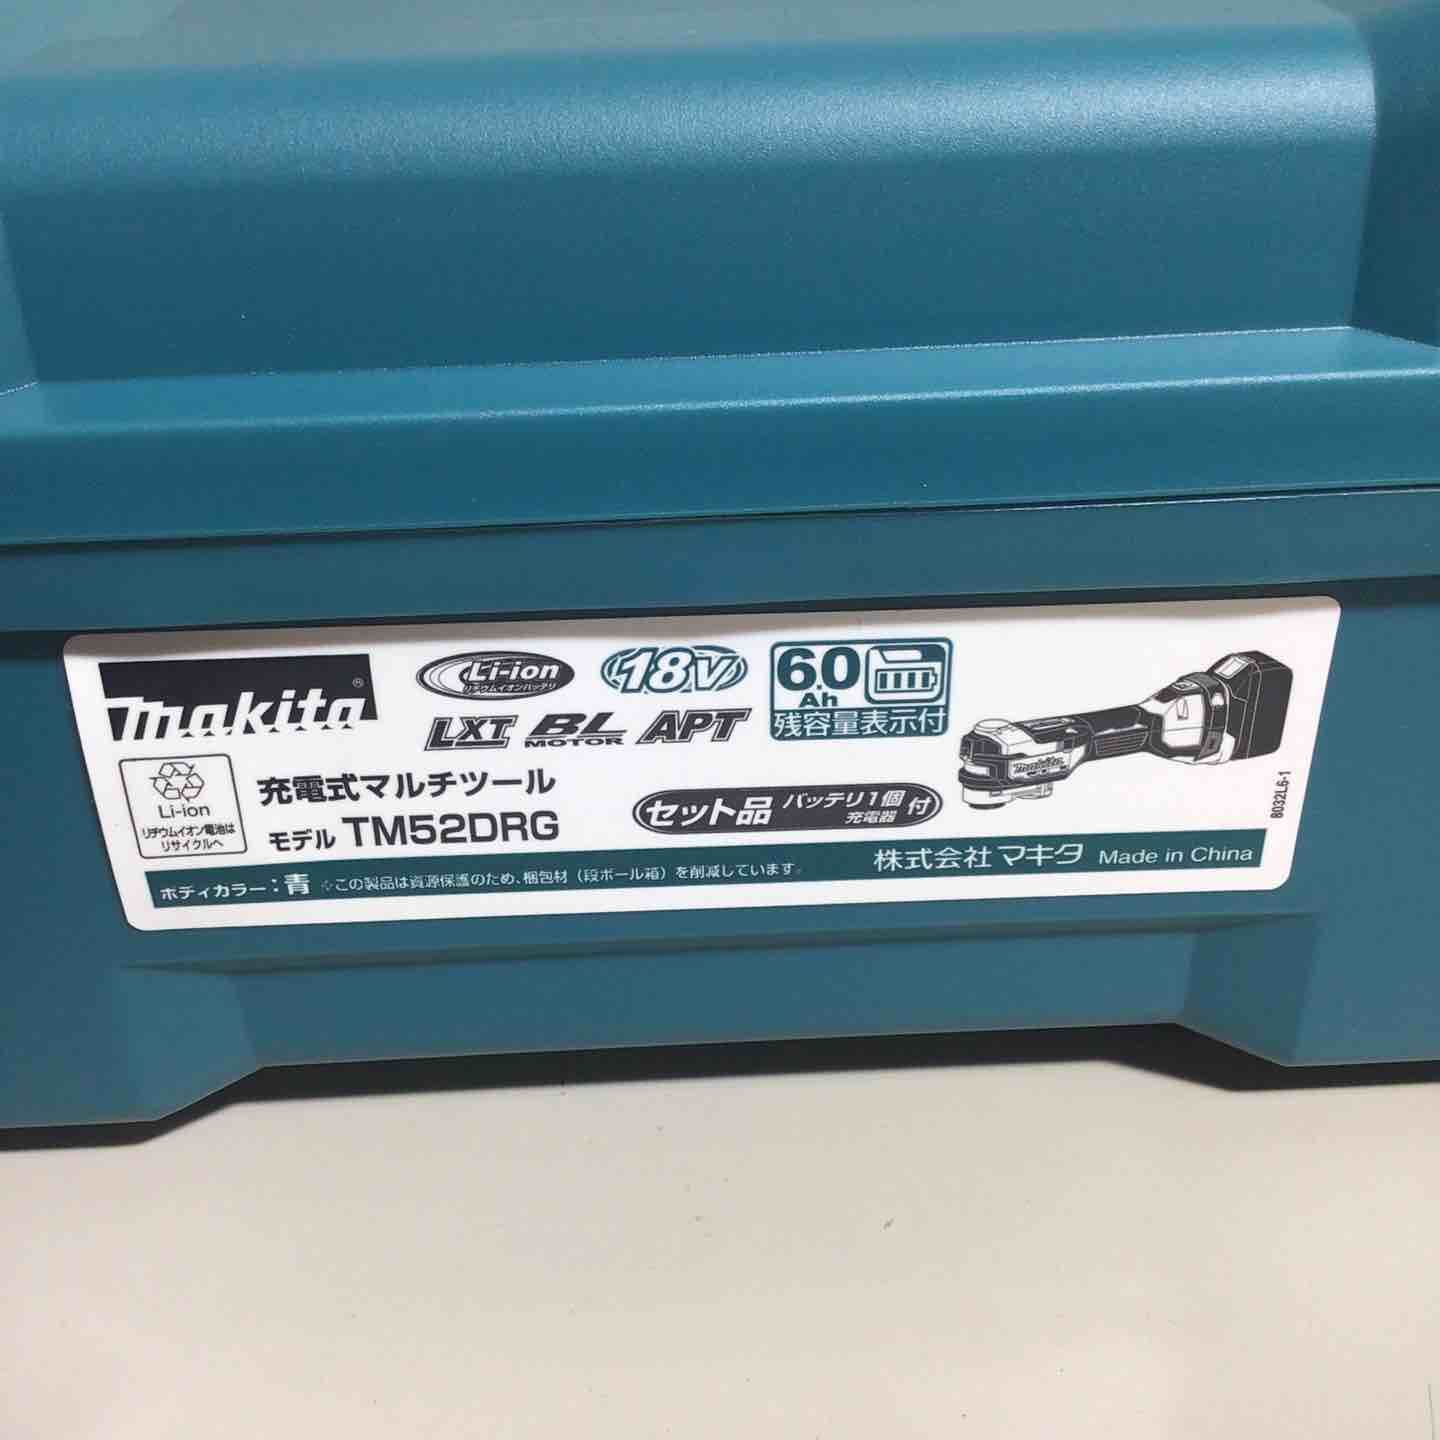 makita®
Li-ion
リチウムイオンバッテリ
18V
6.0
Ah
残容量表示付
LXT BL MOTOR APT
Li-ion
リチウムイオン電池は
リサイクルへ
充電式マルチツール
モデル TM52DRG
セット品 バッテリ1個
充電器 付
makita
8032L6-1
ボディカラー：青 ※この製品は資源保護のため、梱包材（段ボール箱）を削減しています。
株式会社マキタ Made in China